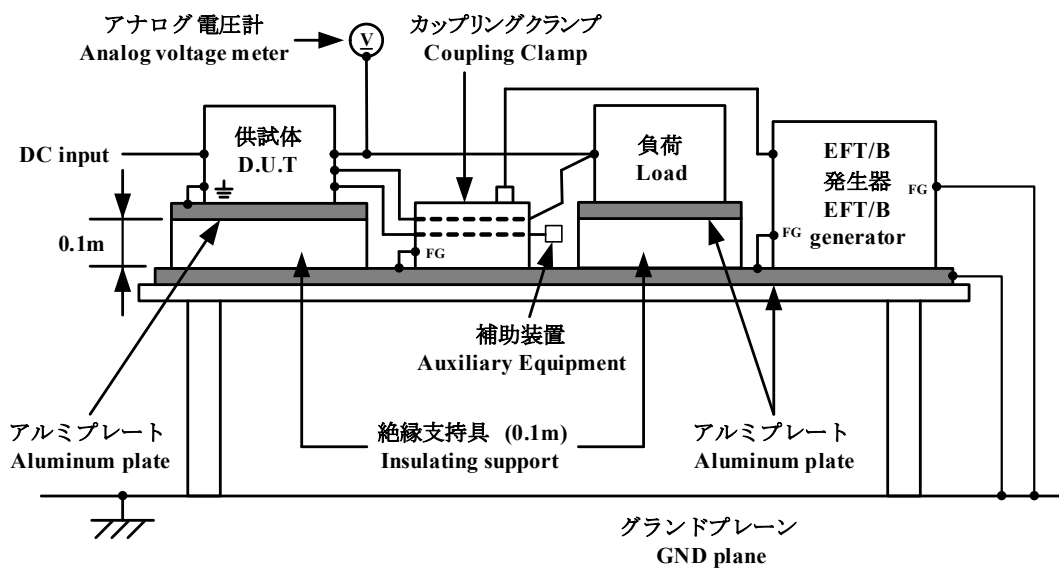 アナログ電圧計
Analog voltage meter
V
カップリングクランプ
Coupling Clamp
供試体
D.U.T
DC input
負荷
Load
EFT/B
発生器
EFT/B
generator
FG
FG
FG
0.1m
補助装置
Auxiliary Equipment
アルミプレート
Aluminum plate
絶縁支持具 (0.1m)
Insulating support
アルミプレート
Aluminum plate
グランドプレーン
GND plane